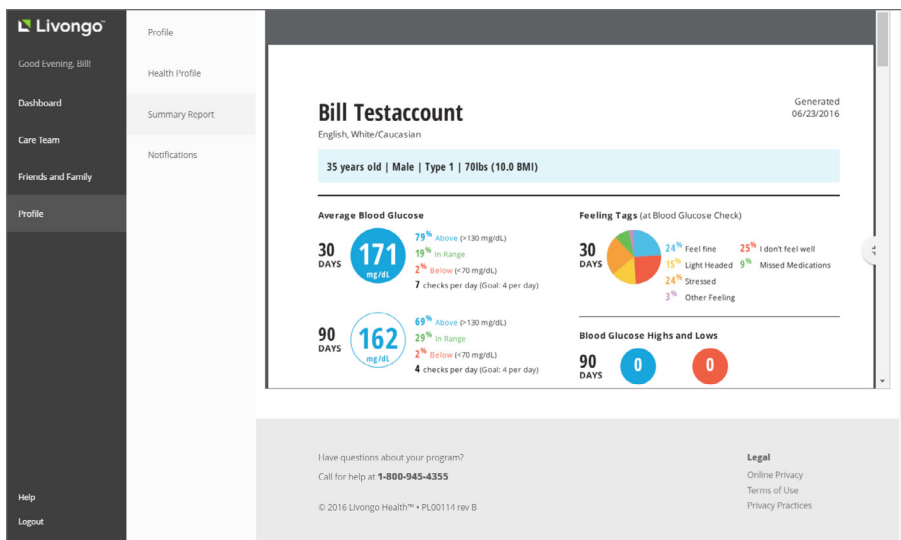 Livongo™
Good Evening, Bill!
Dashboard
Care Team
Friends and Family
Profile
Help
Logout
Profile
Health Profile
Summary Report
Notifications
Bill Testaccount
English, White/Caucasian
Generated
06/23/2016
35 years old | Male | Type 1 | 70lbs (10.0 BMI)
Average Blood Glucose
30
DAYS
171
mg/dL
79% Above (>130 mg/dL)
19% In Range
2% Below (<70 mg/dL)
7 checks per day (Goal: 4 per day)
90
DAYS
162
mg/dL
69% Above (>130 mg/dL)
29% In Range
2% Below (<70 mg/dL)
4 checks per day (Goal: 4 per day)
Feeling Tags (at Blood Glucose Check)
30
DAYS
24% Feel fine
15% Light Headed
24% Stressed
3% Other Feeling
25% I don't feel well
9% Missed Medications
Blood Glucose Highs and Lows
90
DAYS
0
0
Have questions about your program?
Call for help at 1-800-945-4355
© 2016 Livongo Health™ • PL00114 rev B
Legal
Online Privacy
Terms of Use
Privacy Practices